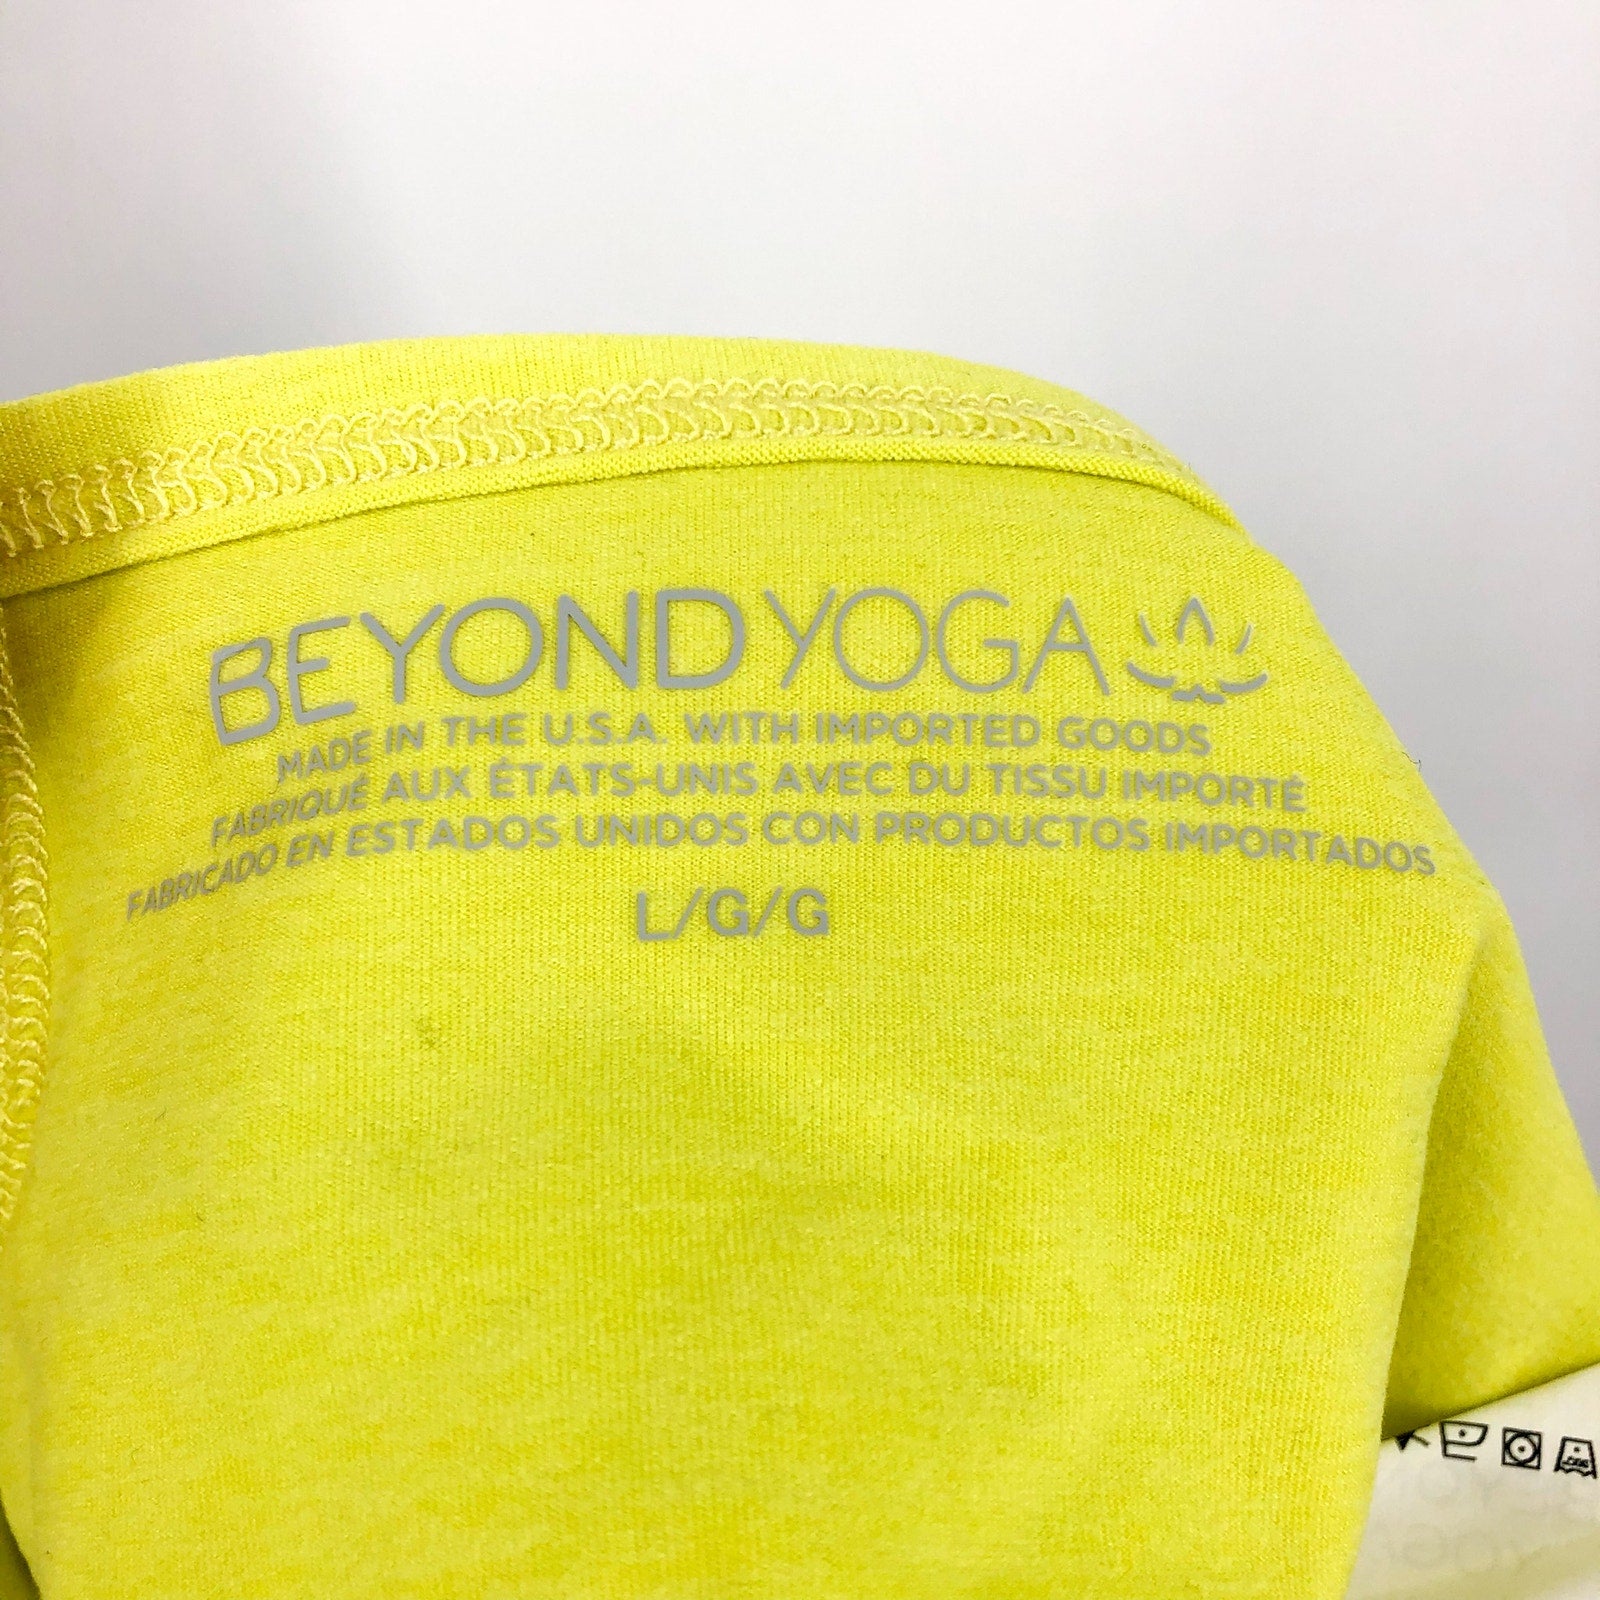 BEYOND YOGA
MADE IN THE U.S.A. WITH IMPORTED GOODS
FABRIQUÉ AUX ÉTATS-UNIS AVEC DU TISSU IMPORTÉ
FABRICADO EN ESTADOS UNIDOS CON PRODUCTOS IMPORTADOS
L/G/G